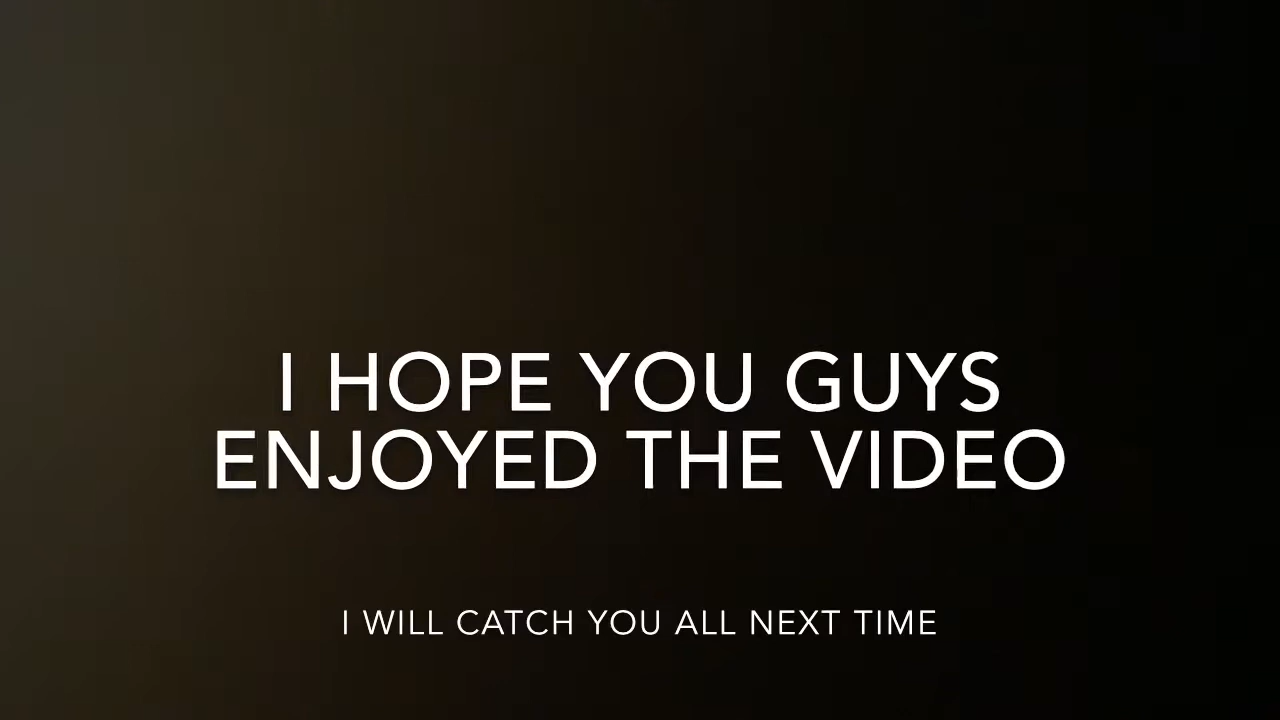 I HOPE YOU GUYS
ENJOYED THE VIDEO
I WILL CATCH YOU ALL NEXT TIME